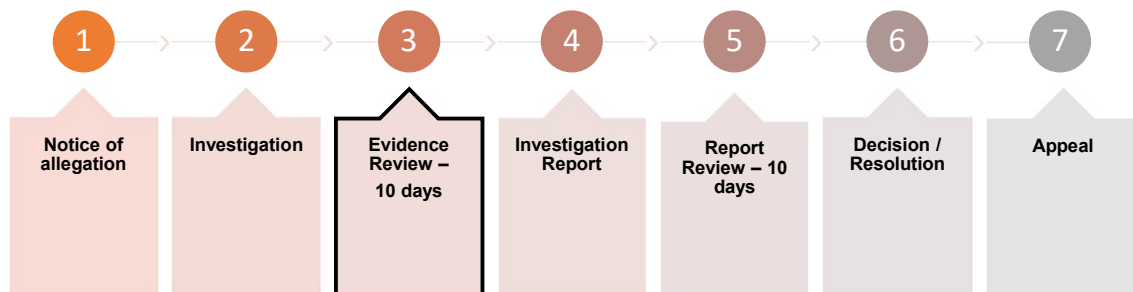 1
2
3
4
5
6
7
Notice of
allegation
Investigation
Evidence
Review –
10 days
Investigation
Report
Report
Review – 10
days
Decision /
Resolution
Appeal